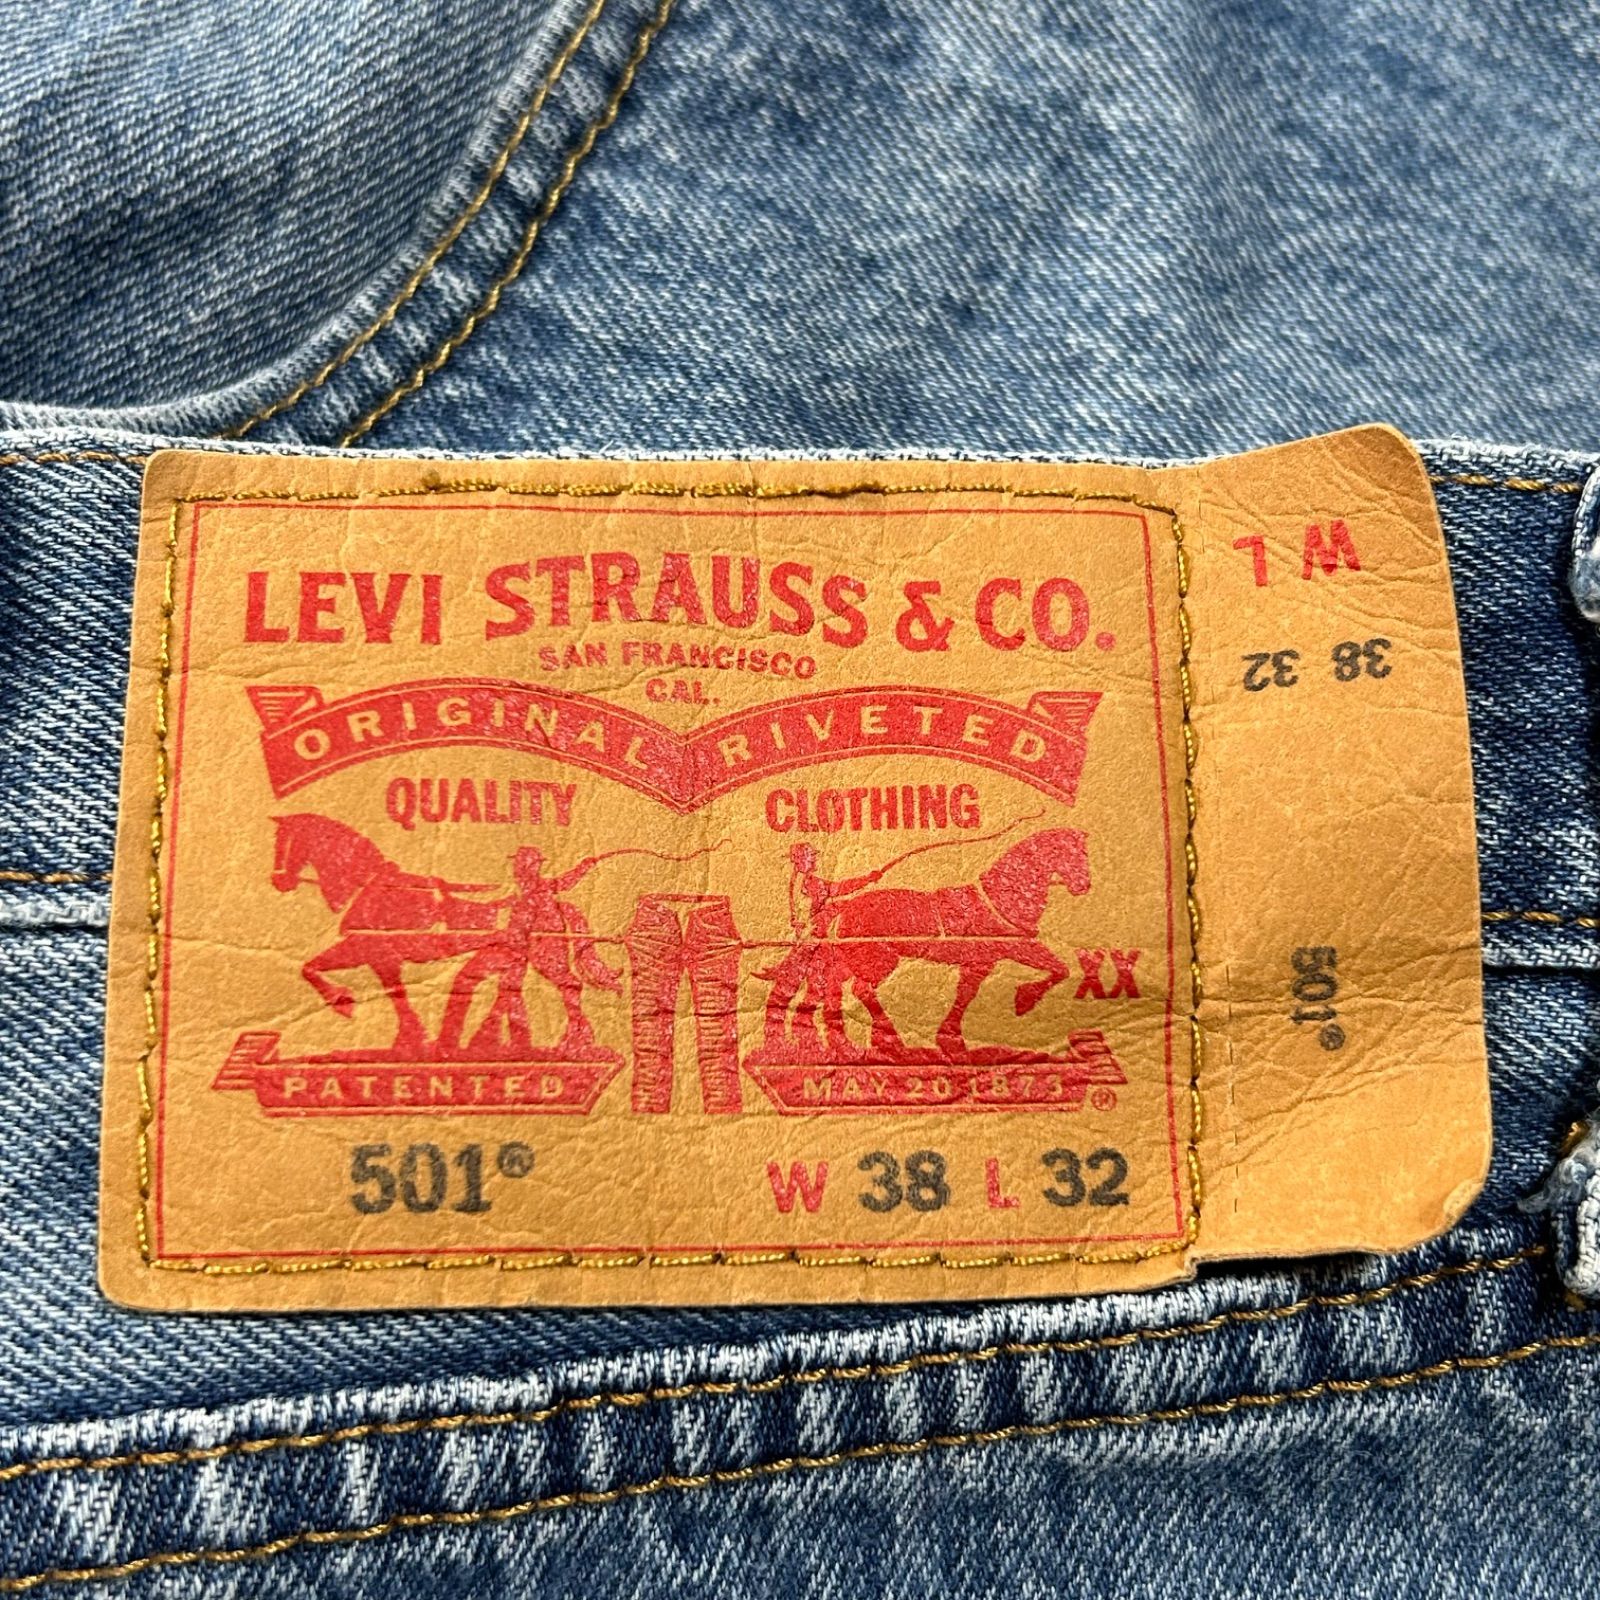 LEVI STRAUSS & CO.
SAN FRANCISCO
CAL.
ORIGINAL RIVETED
QUALITY CLOTHING
XX
PATENTED MAY 20 1873 ®
501® W 38 L 32
W L
38 32
501®